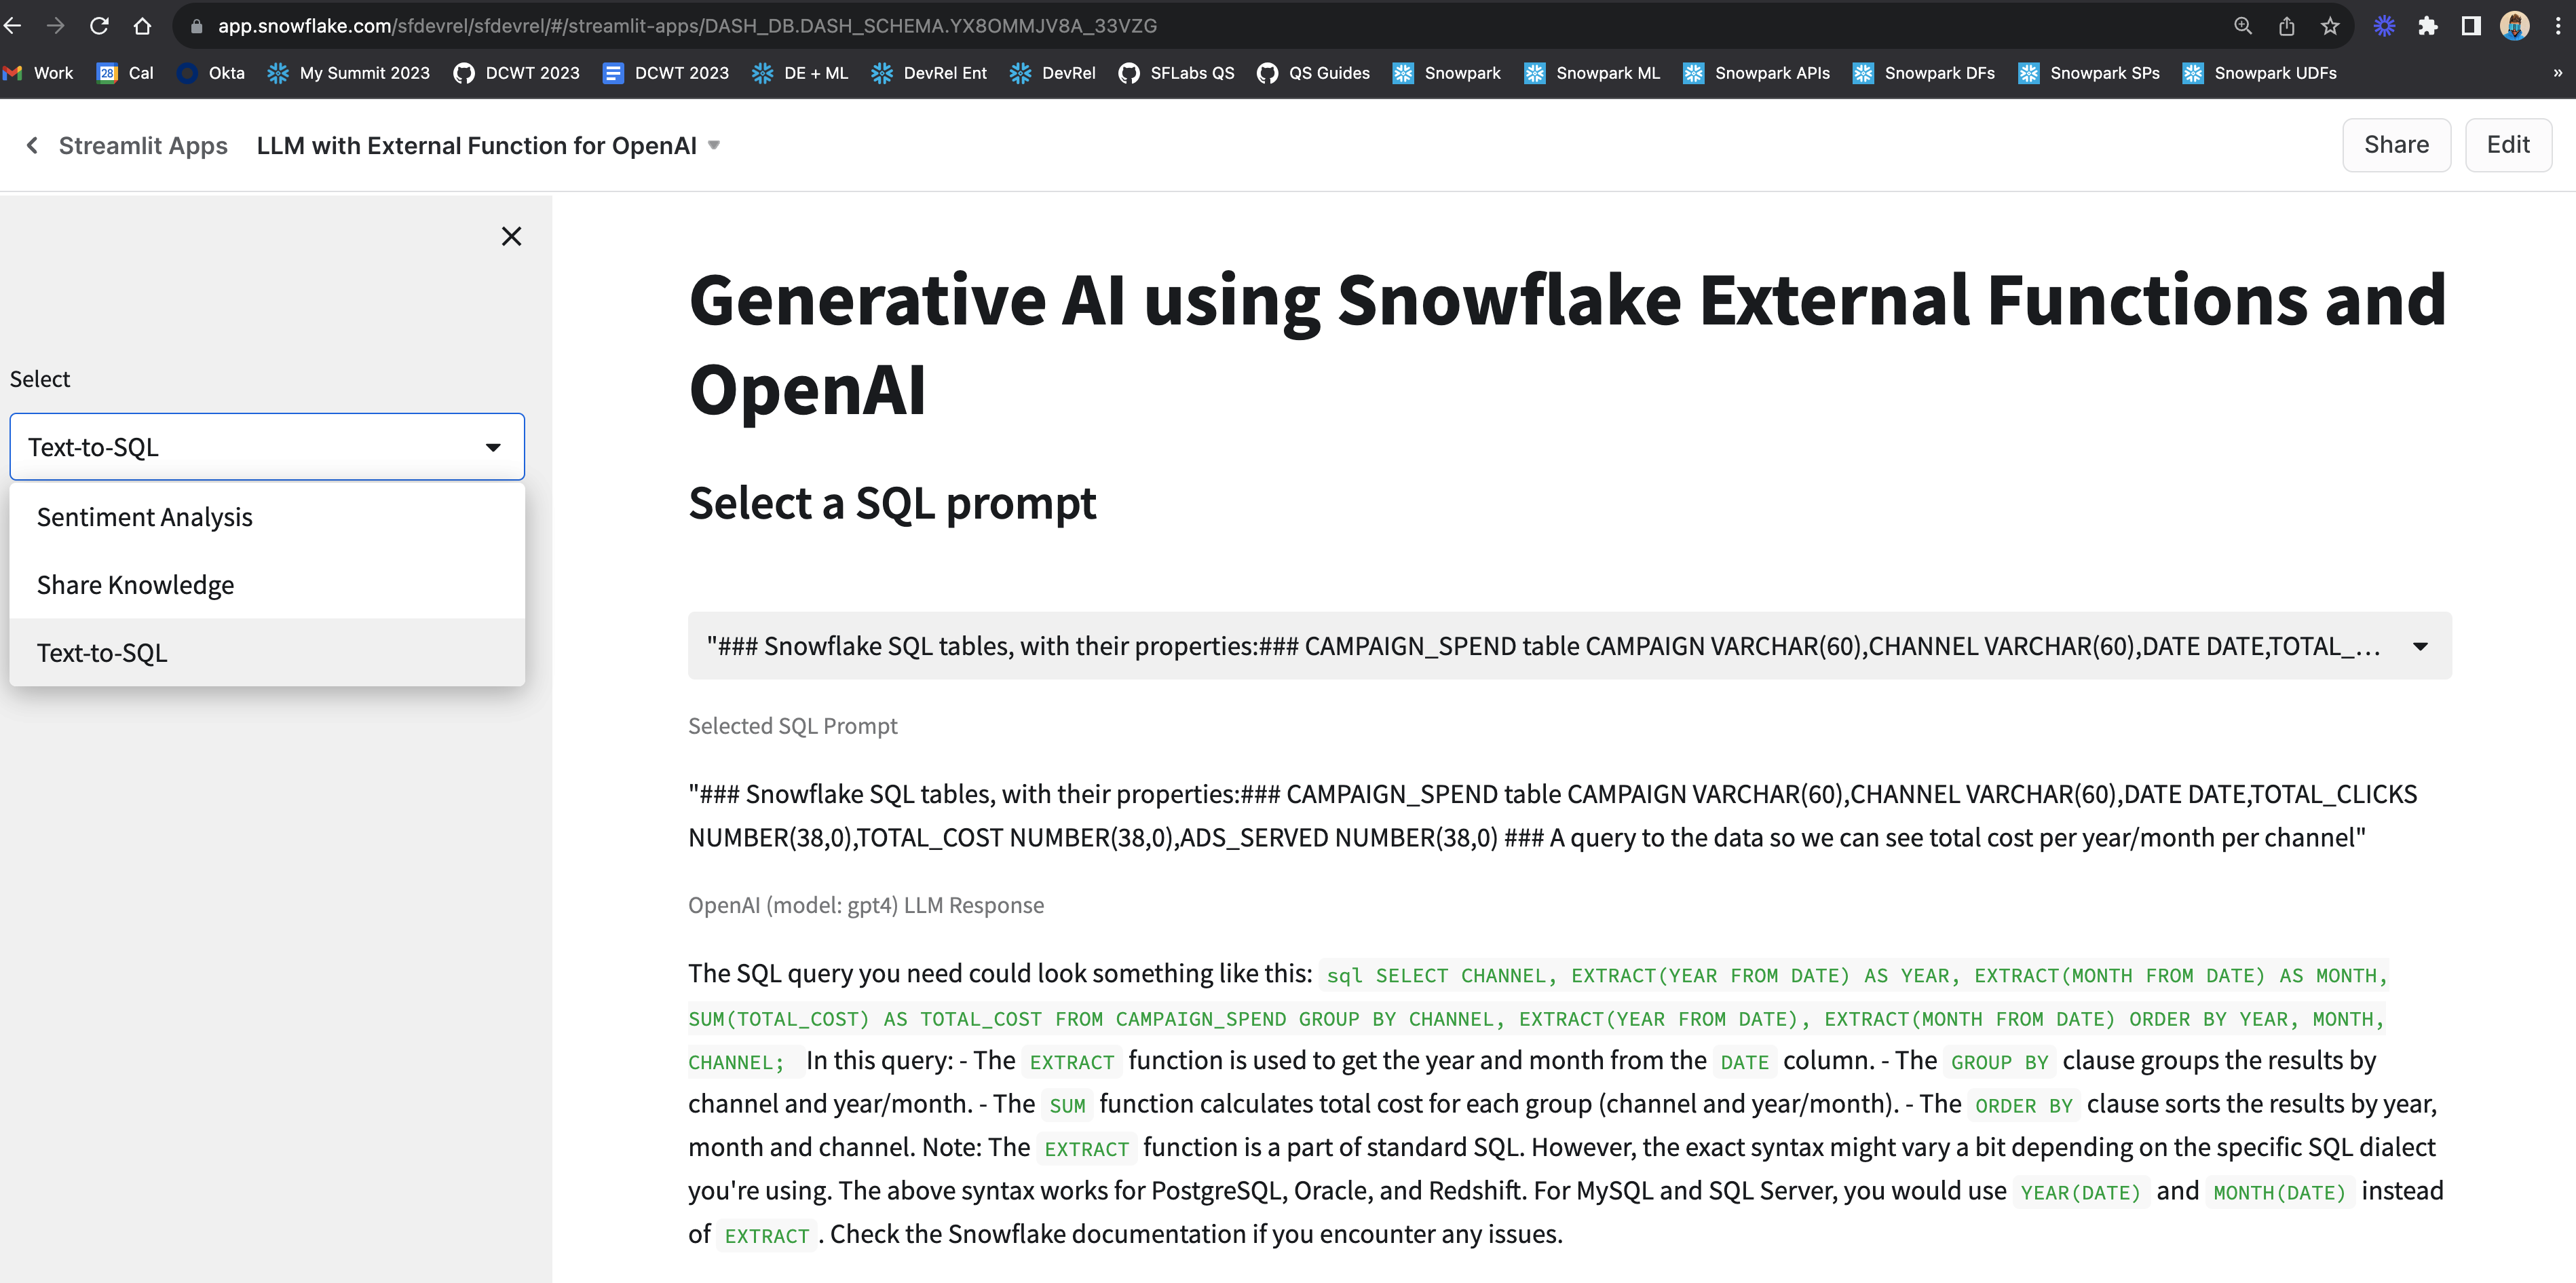 app.snowflake.com/sfdevrel/sfdevrel/#/streamlit-apps/DASH_DB.DASH_SCHEMA.YX8OMMJV8A_33VZG
Work 28 Cal Okta My Summit 2023 DCWT 2023 DCWT 2023 DE + ML DevRel Ent DevRel SFLabs QS QS Guides Snowpark Snowpark ML Snowpark APIs Snowpark DFs Snowpark SPs Snowpark UDFs »
Streamlit Apps LLM with External Function for OpenAI
Share Edit
Select
Text-to-SQL
Sentiment Analysis
Share Knowledge
Text-to-SQL
Generative AI using Snowflake External Functions and
OpenAI
Select a SQL prompt
"### Snowflake SQL tables, with their properties:### CAMPAIGN_SPEND table CAMPAIGN VARCHAR(60),CHANNEL VARCHAR(60),DATE DATE,TOTAL_...
Selected SQL Prompt
"### Snowflake SQL tables, with their properties:### CAMPAIGN_SPEND table CAMPAIGN VARCHAR(60),CHANNEL VARCHAR(60),DATE DATE,TOTAL_CLICKS
NUMBER(38,0),TOTAL_COST NUMBER(38,0),ADS_SERVED NUMBER(38,0) ### A query to the data so we can see total cost per year/month per channel"
OpenAI (model: gpt4) LLM Response
The SQL query you need could look something like this: sql SELECT CHANNEL, EXTRACT(YEAR FROM DATE) AS YEAR, EXTRACT(MONTH FROM DATE) AS MONTH,
SUM(TOTAL_COST) AS TOTAL_COST FROM CAMPAIGN_SPEND GROUP BY CHANNEL, EXTRACT(YEAR FROM DATE), EXTRACT(MONTH FROM DATE) ORDER BY YEAR, MONTH,
CHANNEL; In this query: - The EXTRACT function is used to get the year and month from the DATE column. - The GROUP BY clause groups the results by
channel and year/month. - The SUM function calculates total cost for each group (channel and year/month). - The ORDER BY clause sorts the results by year,
month and channel. Note: The EXTRACT function is a part of standard SQL. However, the exact syntax might vary a bit depending on the specific SQL dialect
you're using. The above syntax works for PostgreSQL, Oracle, and Redshift. For MySQL and SQL Server, you would use YEAR(DATE) and MONTH(DATE) instead
of EXTRACT . Check the Snowflake documentation if you encounter any issues.